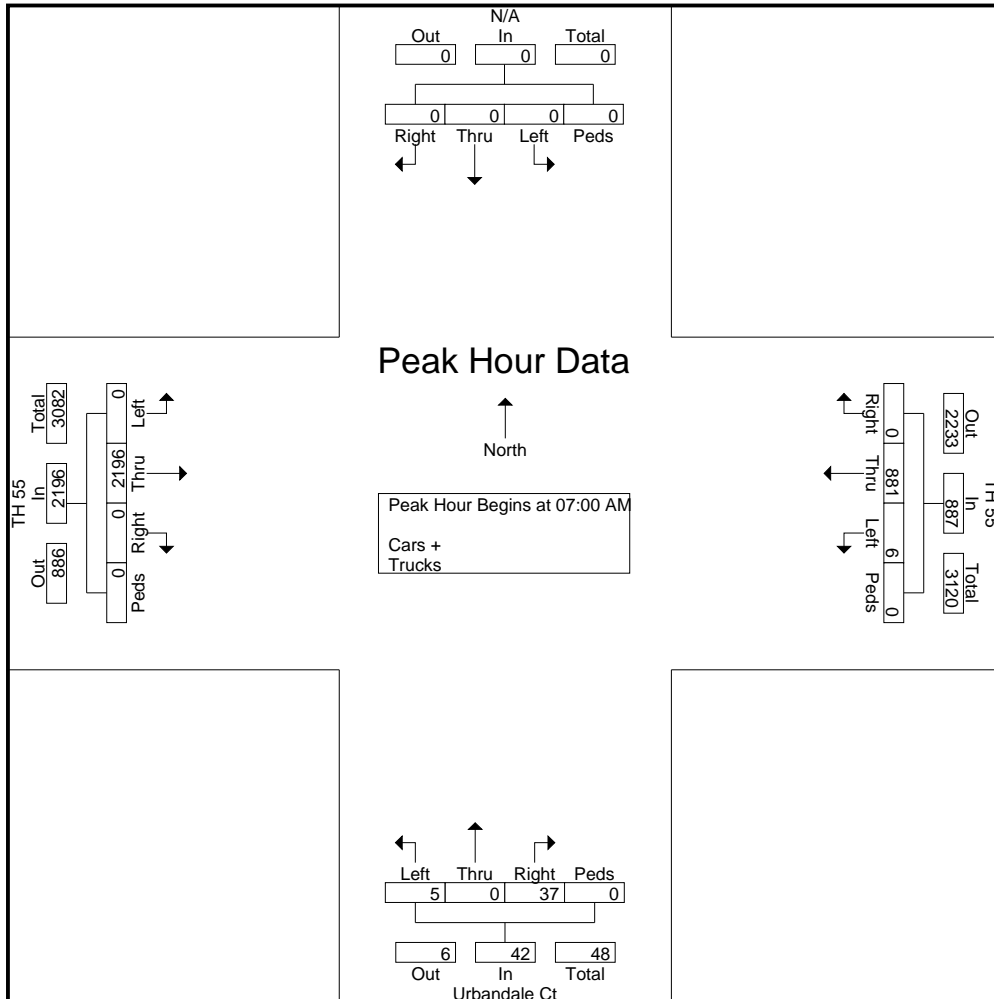 N/A
Out In Total
0 0 0
0 0 0 0
Right Thru Left Peds
Peak Hour Data
North
Peak Hour Begins at 07:00 AM
Cars +
Trucks
TH 55
Out In Total
886 2196 3082
0 2196 0 0
Left Thru Right Peds
TH 55
Out In Total
2233 887 3120
0 881 6 0
Right Thru Left Peds
Left Thru Right Peds
5 0 37 0
6 42 48
Out In Total
Urbandale Ct